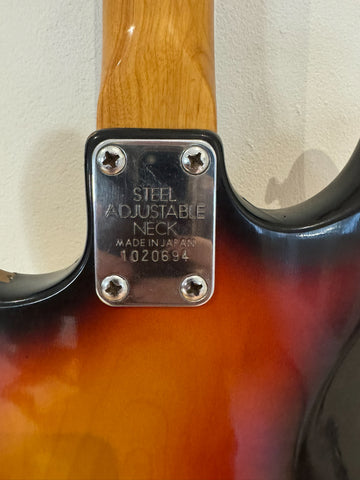 STEEL
ADJUSTABLE
NECK
MADE IN JAPAN
1020694